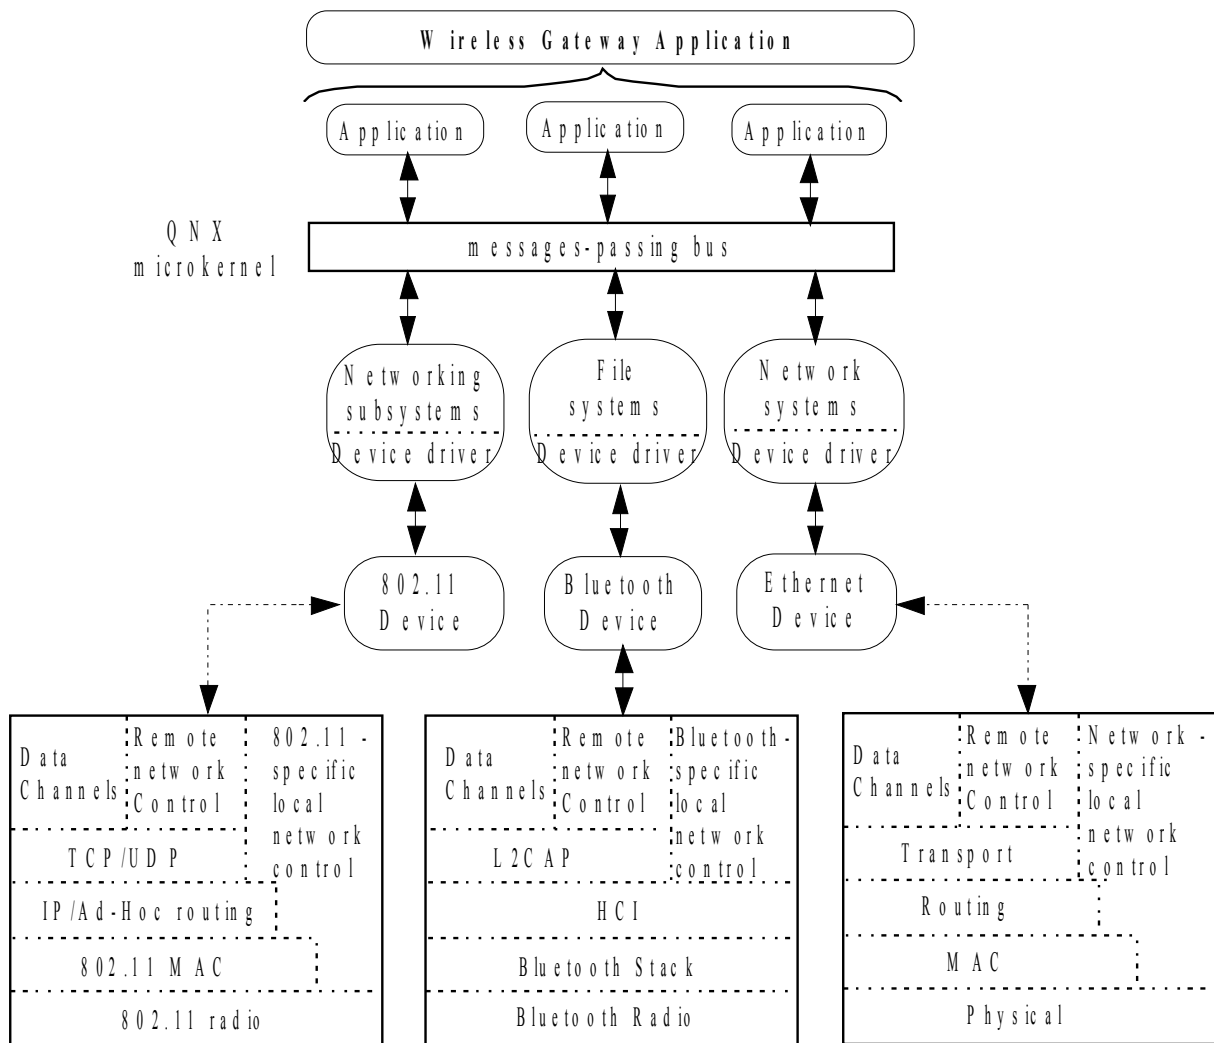 Wireless Gateway Application
Application
Application
Application
QNX
microkernel
messages-passing bus
Networking
subsystems
Device driver
File
systems
Device driver
Network
systems
Device driver
802.11
Device
Bluetooth
Device
Ethernet
Device
Data
Channels
Remote
network
Control
802.11-
specific
local
network
control
TCP/UDP
IP/Ad-Hoc routing
802.11 MAC
802.11 radio
Data
Channels
Remote
network
Control
Bluetooth-
specific
local
network
control
L2CAP
HCI
Bluetooth Stack
Bluetooth Radio
Data
Channels
Remote
network
Control
Network-
specific
local
network
control
Transport
Routing
MAC
Physical